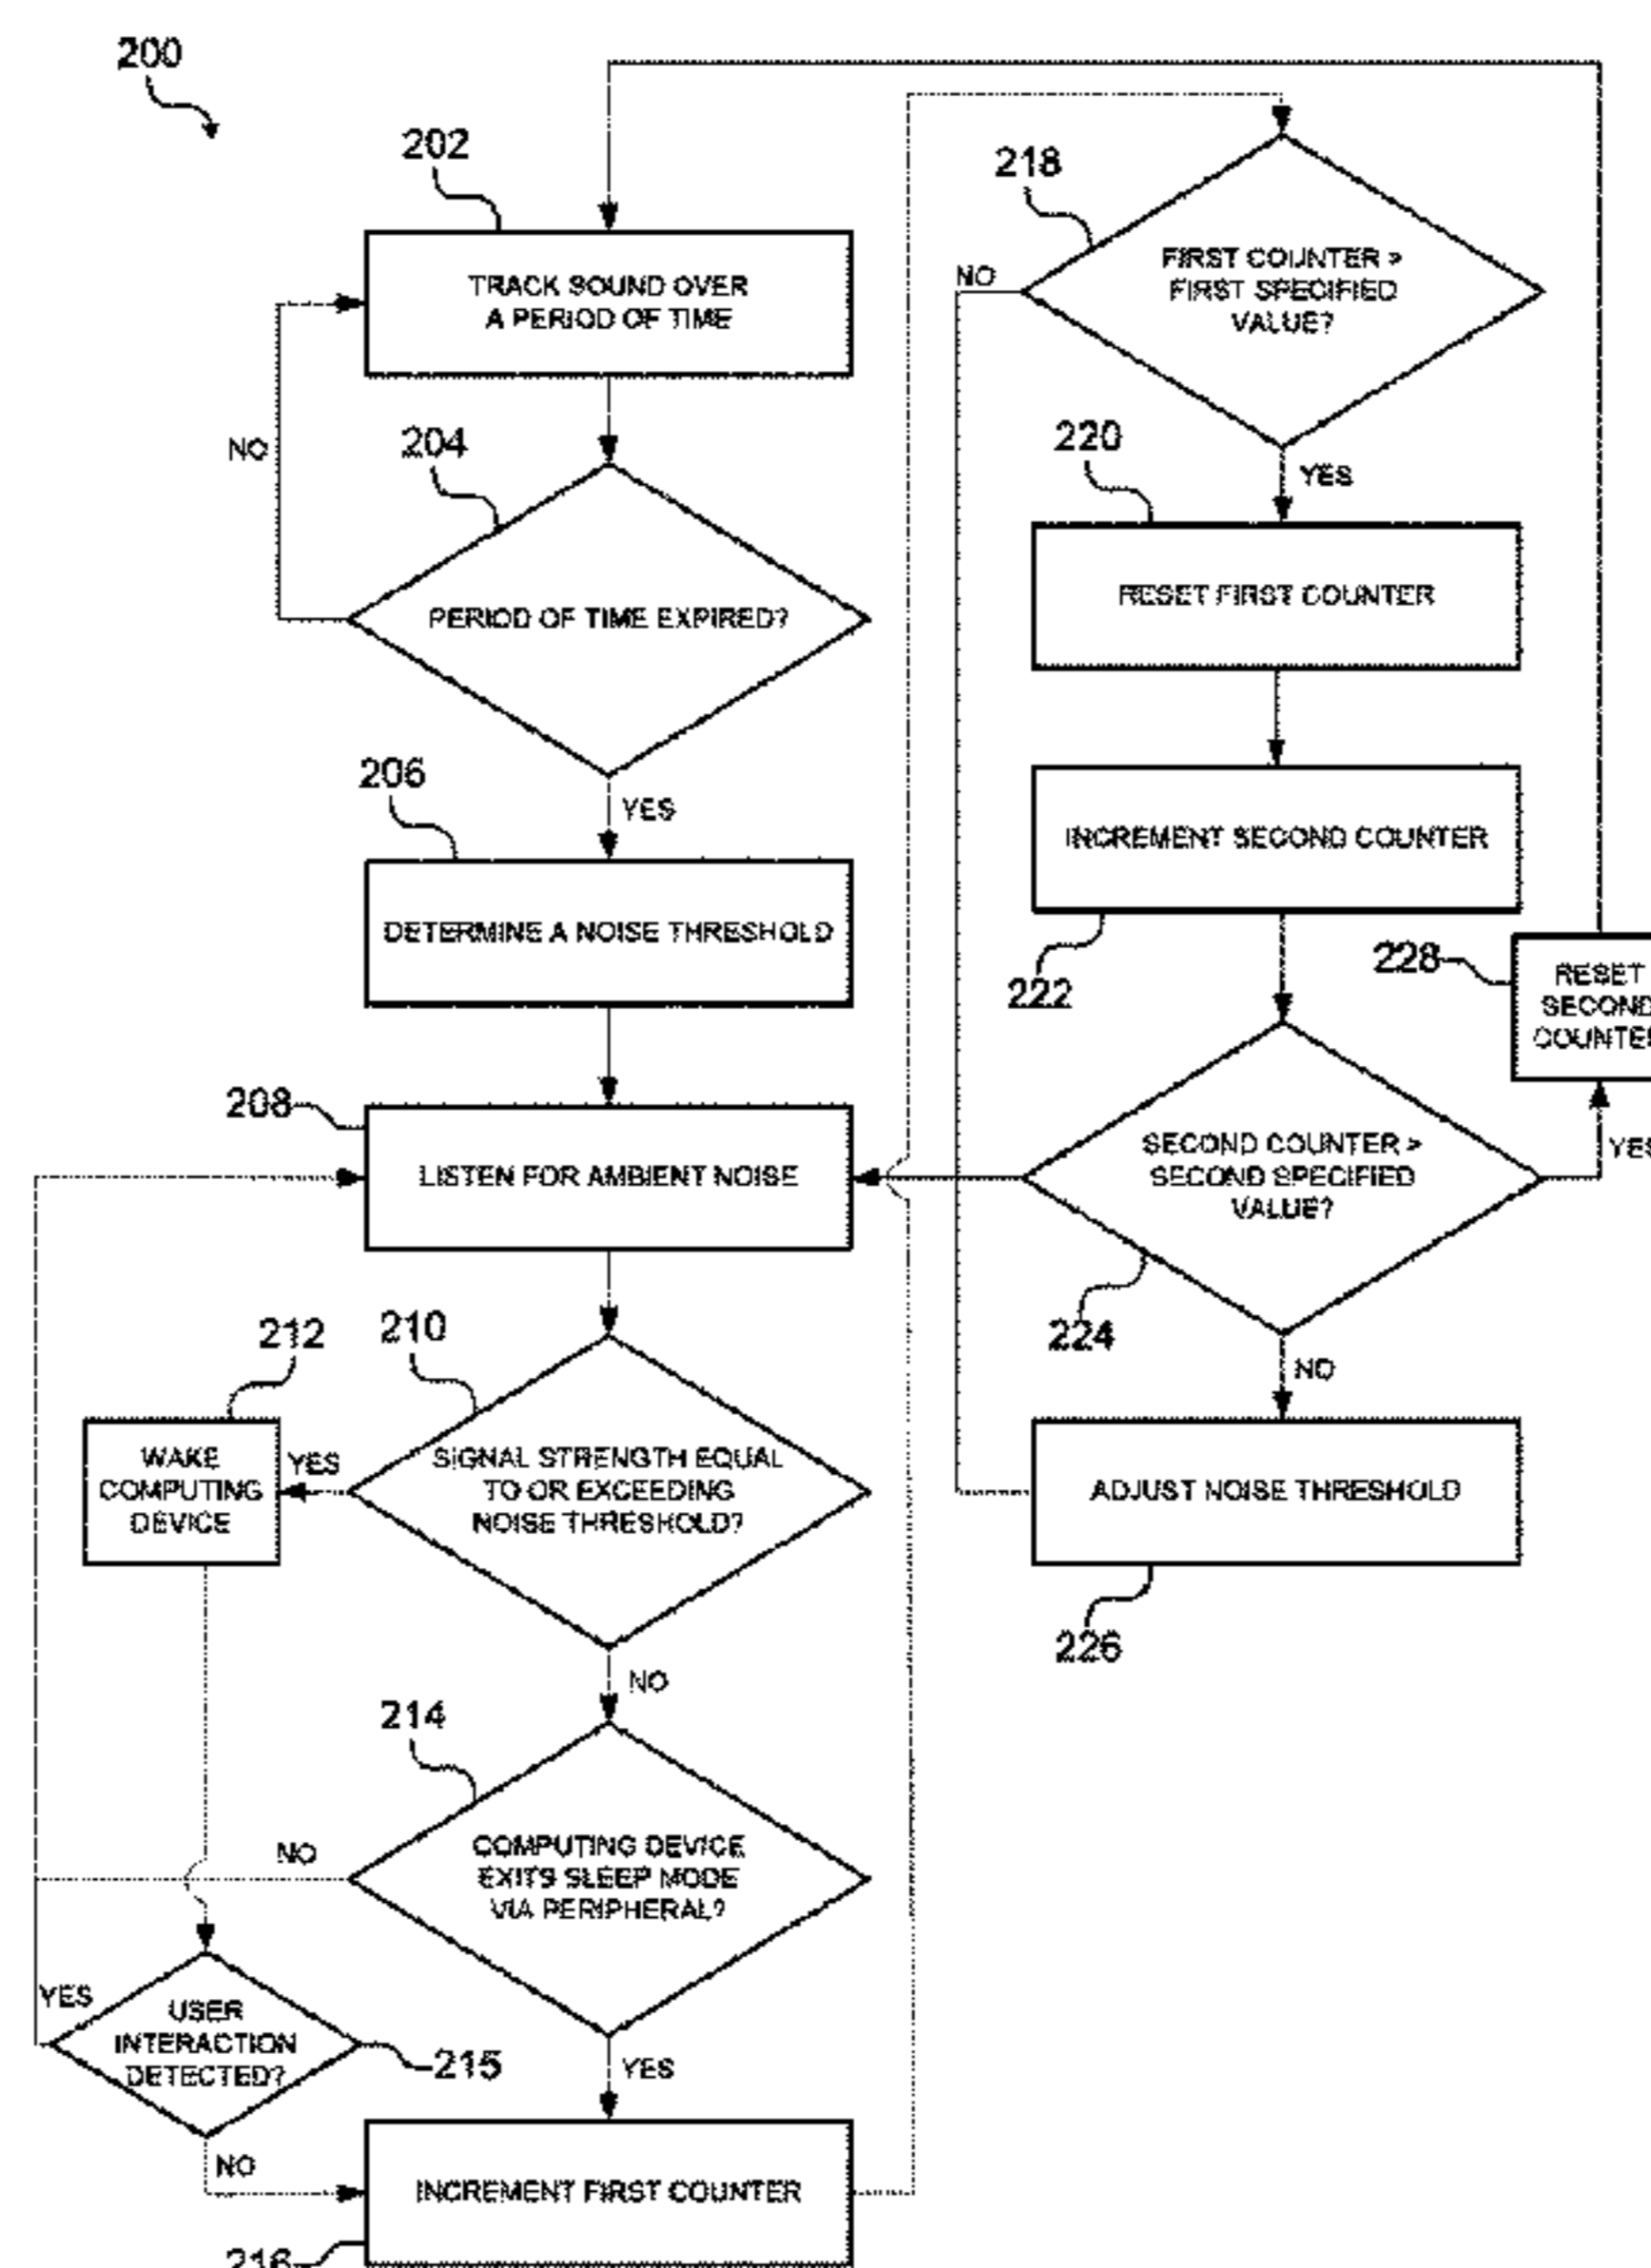 200
202
TRACK SOUND OVER
A PERIOD OF TIME
NO
204
PERIOD OF TIME EXPIRED?
YES
206
DETERMINE A NOISE THRESHOLD
208
LISTEN FOR AMBIENT NOISE
210
212
WAKE
COMPUTING
DEVICE
YES
SIGNAL STRENGTH EQUAL
TO OR EXCEEDING
NOISE THRESHOLD?
NO
214
COMPUTING DEVICE
EXITS SLEEP MODE
VIA PERIPHERAL?
NO
YES
USER
INTERACTION
DETECTED?
215
YES
NO
INCREMENT FIRST COUNTER
216
218
NO
FIRST COUNTER >
FIRST SPECIFIED
VALUE?
220
YES
RESET FIRST COUNTER
INCREMENT SECOND COUNTER
222
228
RESET
SECOND
COUNTER
SECOND COUNTER >
SECOND SPECIFIED
VALUE?
YES
224
NO
ADJUST NOISE THRESHOLD
226